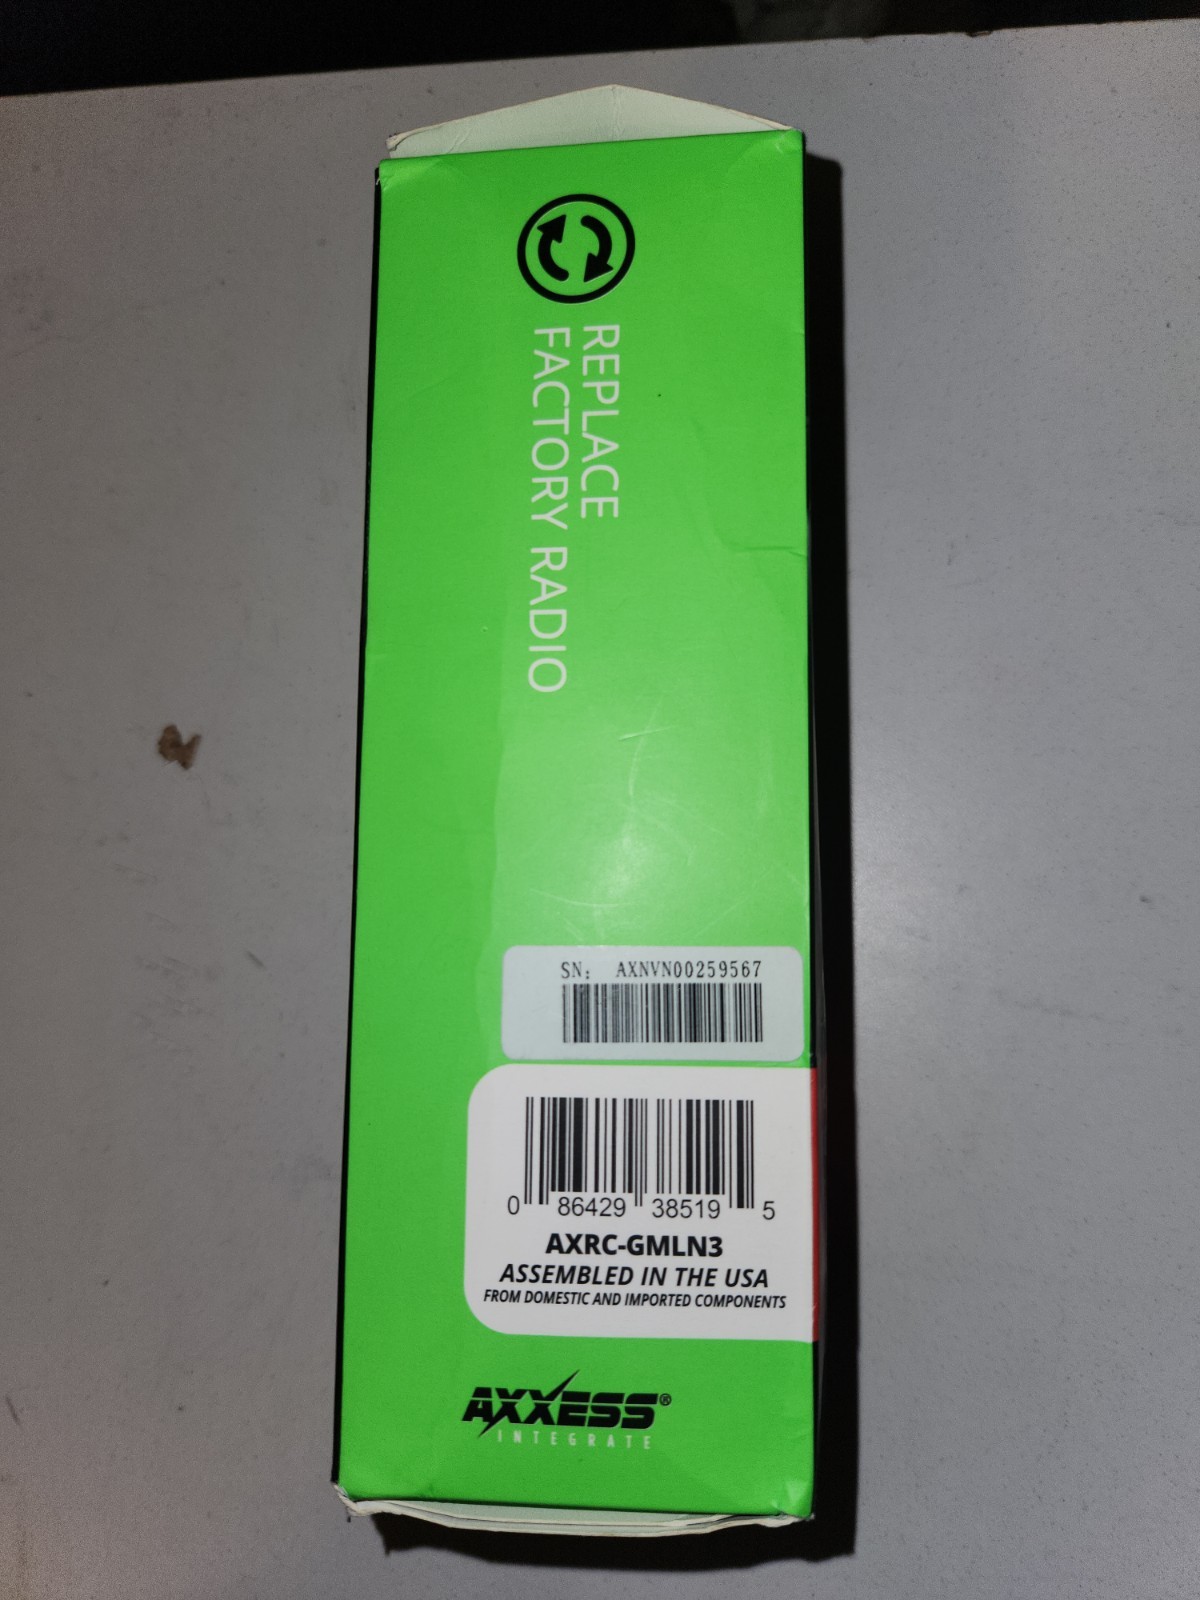 REPLACE
FACTORY RADIO
SN: AXNVN00259567
0 86429 38519 5
AXRC-GMLN3
ASSEMBLED IN THE USA
FROM DOMESTIC AND IMPORTED COMPONENTS
AXXESS®
INTEGRATE